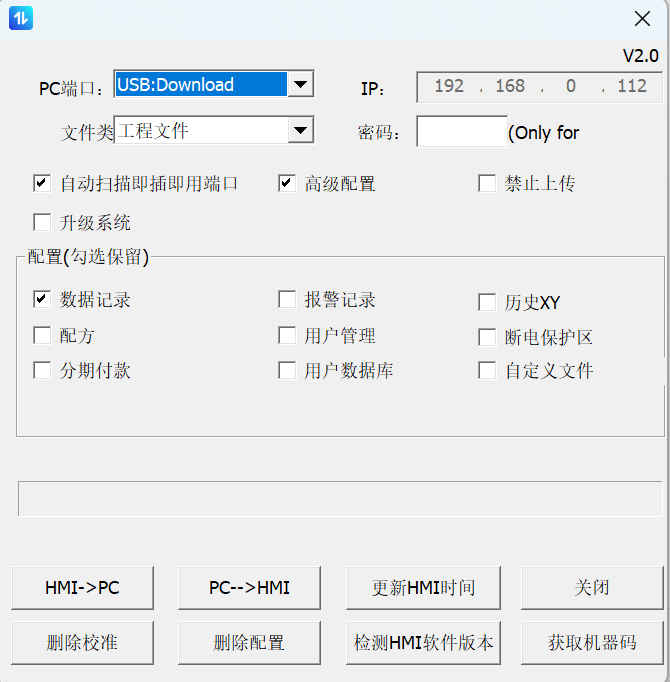 V2.0
PC端口： USB:Download IP： 192 . 168 . 0 . 112
文件类 工程文件 密码： (Only for
自动扫描即插即用端口 高级配置 禁止上传
升级系统
配置(勾选保留)
数据记录 报警记录 历史XY
配方 用户管理 断电保护区
分期付款 用户数据库 自定义文件
HMI->PC PC-->HMI 更新HMI时间 关闭
删除校准 删除配置 检测HMI软件版本 获取机器码